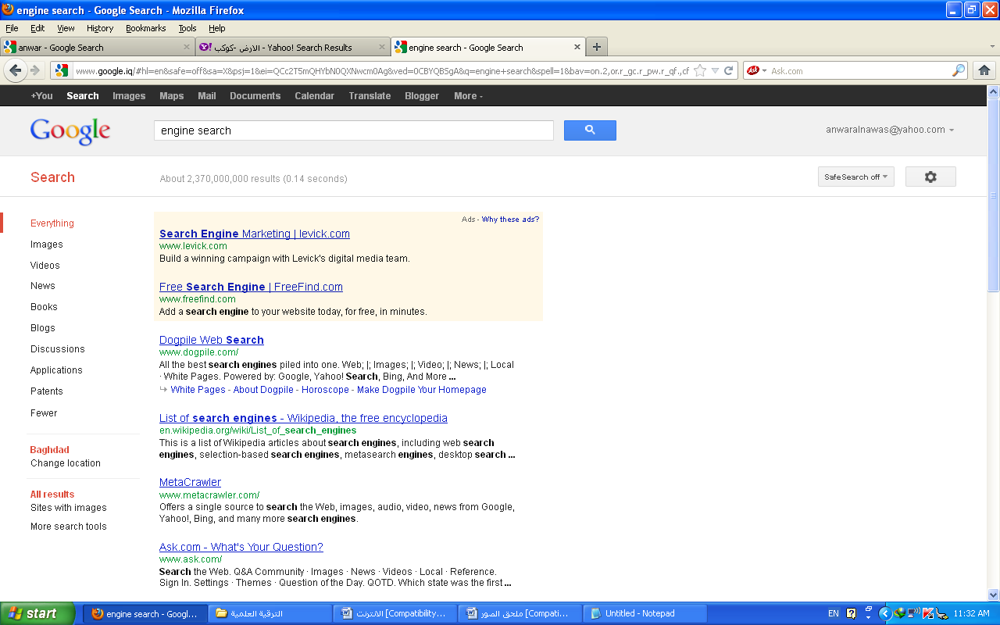 engine search - Google Search - Mozilla Firefox
File Edit View History Bookmarks Tools Help
anwar - Google Search
الارض -كوكب - Yahoo! Search Results
engine search - Google Search
www.google.iq/#hl=en&safe=off&sa=X&psj=1&ei=QCc2T5mQHYbN0QXNwcm0Ag&ved=0CBYQBSgA&q=engine+search&spell=1&bav=on.2,or.r_gc.r_pw.r_qf.,cf
Ask Ask.com
+You Search Images Maps Mail Documents Calendar Translate Blogger More
Google
engine search
anwaralnawas@yahoo.com
Search
About 2,370,000,000 results (0.14 seconds)
SafeSearch off
Everything
Images
Videos
News
Books
Blogs
Discussions
Applications
Patents
Fewer
Baghdad
Change location
All results
Sites with images
More search tools
Ads - Why these ads?
Search Engine Marketing | levick.com
www.levick.com
Build a winning campaign with Levick's digital media team.
Free Search Engine | FreeFind.com
www.freefind.com
Add a search engine to your website today, for free, in minutes.
Dogpile Web Search
www.dogpile.com/
All the best search engines piled into one. Web; |; Images; |; Video; |; News; |; Local
· White Pages. Powered by: Google, Yahoo! Search, Bing, And More ...
White Pages - About Dogpile - Horoscope - Make Dogpile Your Homepage
List of search engines - Wikipedia, the free encyclopedia
en.wikipedia.org/wiki/List_of_search_engines
This is a list of Wikipedia articles about search engines, including web search
engines, selection-based search engines, metasearch engines, desktop search ...
MetaCrawler
www.metacrawler.com/
Offers a single source to search the Web, images, audio, video, news from Google,
Yahoo!, Bing, and many more search engines.
Ask.com - What's Your Question?
www.ask.com/
Search the Web. Q&A Community · Images · News · Videos · Local · Reference.
Sign In. Settings · Themes · Question of the Day. QOTD. Which state was the first ...
start
engine search - Googl...
الترقية العلمية
الانترنت [Compatibility...
ملحق الصور [Compati...
Untitled - Notepad
EN
11:32 AM